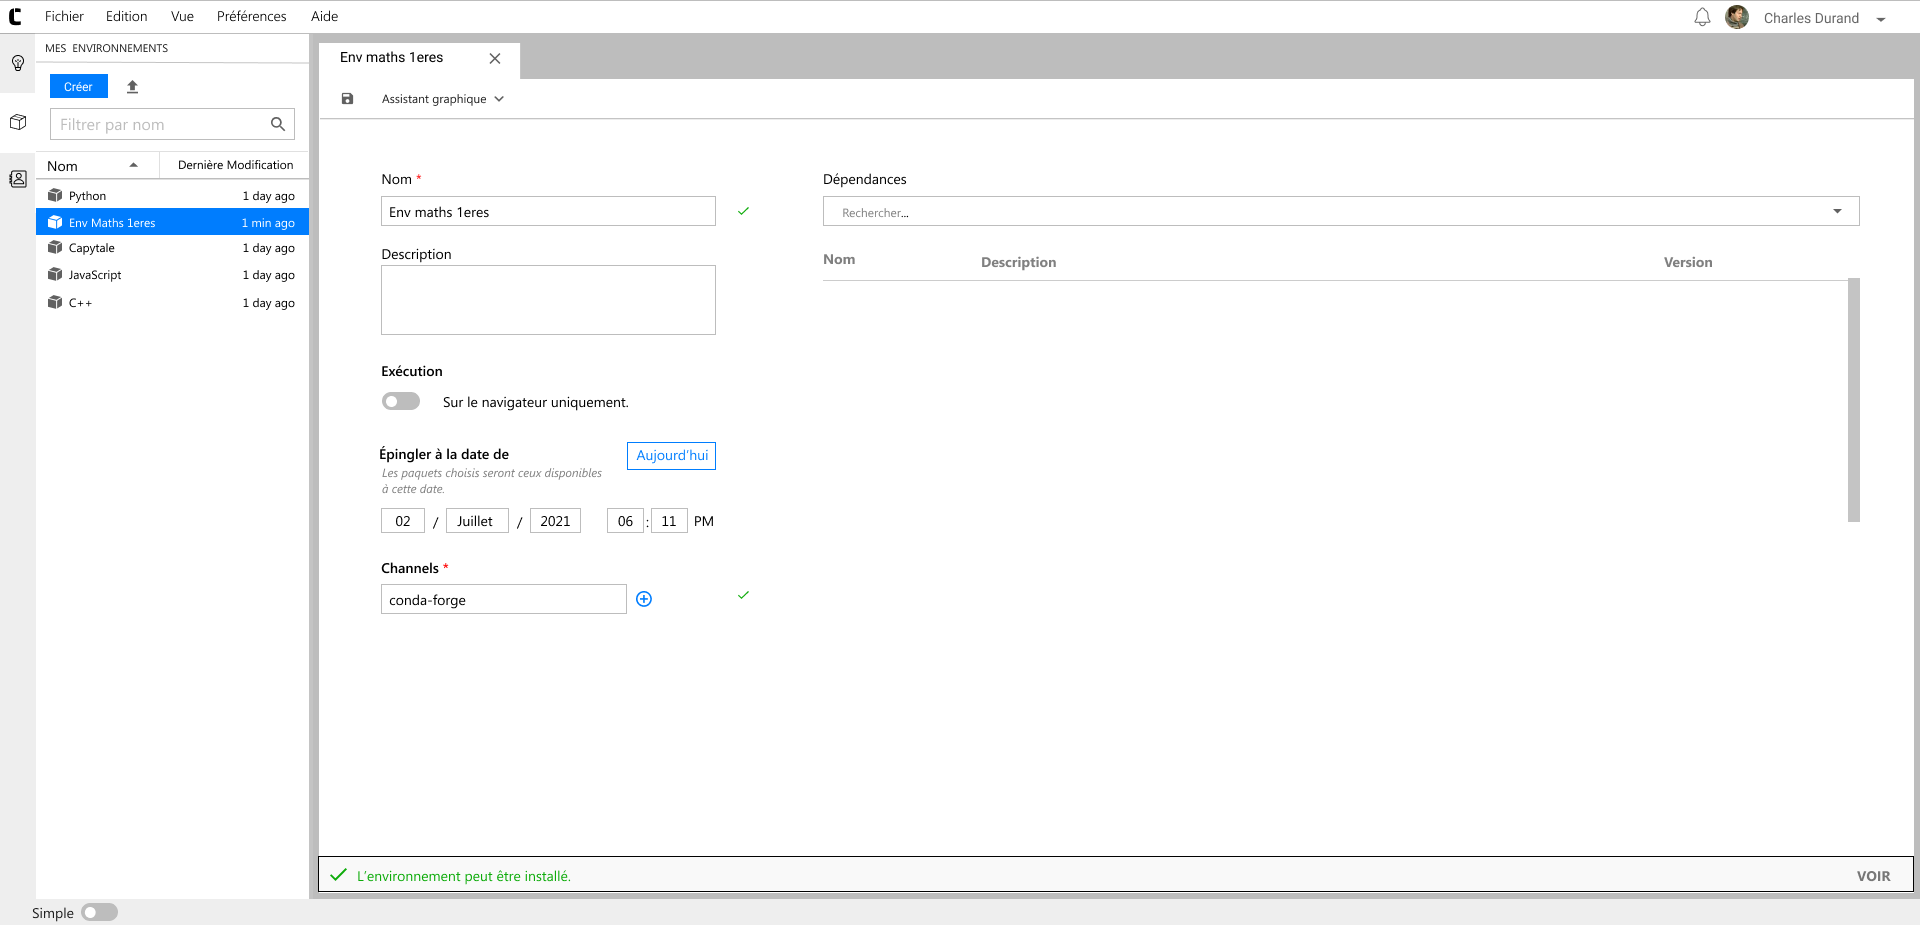 Fichier Edition Vue Préférences Aide
Charles Durand
MES ENVIRONNEMENTS
Créer
Filtrer par nom
Nom Dernière Modification
Python 1 day ago
Env Maths 1eres 1 min ago
Capytale 1 day ago
JavaScript 1 day ago
C++ 1 day ago
Env maths 1eres
Assistant graphique
Nom *
Env maths 1eres
Description
Exécution
Sur le navigateur uniquement.
Épingler à la date de
Aujourd'hui
Les paquets choisis seront ceux disponibles
à cette date.
02 / Juillet / 2021 06 : 11 PM
Channels *
conda-forge
Dépendances
Rechercher...
Nom Description Version
L'environnement peut être installé.
VOIR
Simple